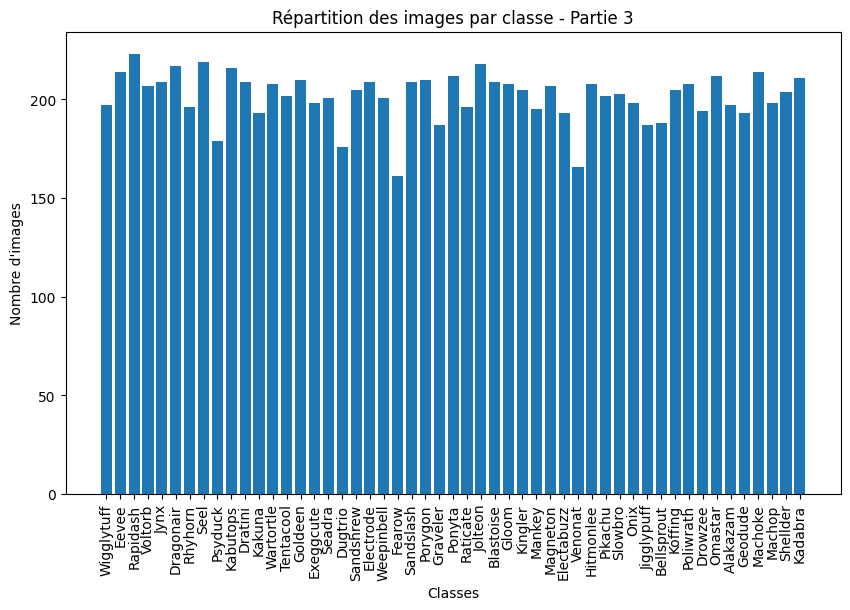 Répartition des images par classe - Partie 3
Nombre d'images
200
150
100
50
0
Wigglytuff
Eevee
Rapidash
Voltorb
Jynx
Dragonair
Rhyhorn
Seel
Psyduck
Kabutops
Dratini
Kakuna
Wartortle
Tentacool
Goldeen
Exeggcute
Seadra
Dugtrio
Sandshrew
Electrode
Weepinbell
Fearow
Sandslash
Porygon
Graveler
Ponyta
Raticate
Jolteon
Blastoise
Gloom
Kingler
Mankey
Magneton
Electabuzz
Venonat
Hitmonlee
Pikachu
Slowbro
Onix
Jigglypuff
Bellsprout
Koffing
Poliwrath
Drowzee
Omastar
Alakazam
Geodude
Machoke
Machop
Shellder
Kadabra
Classes